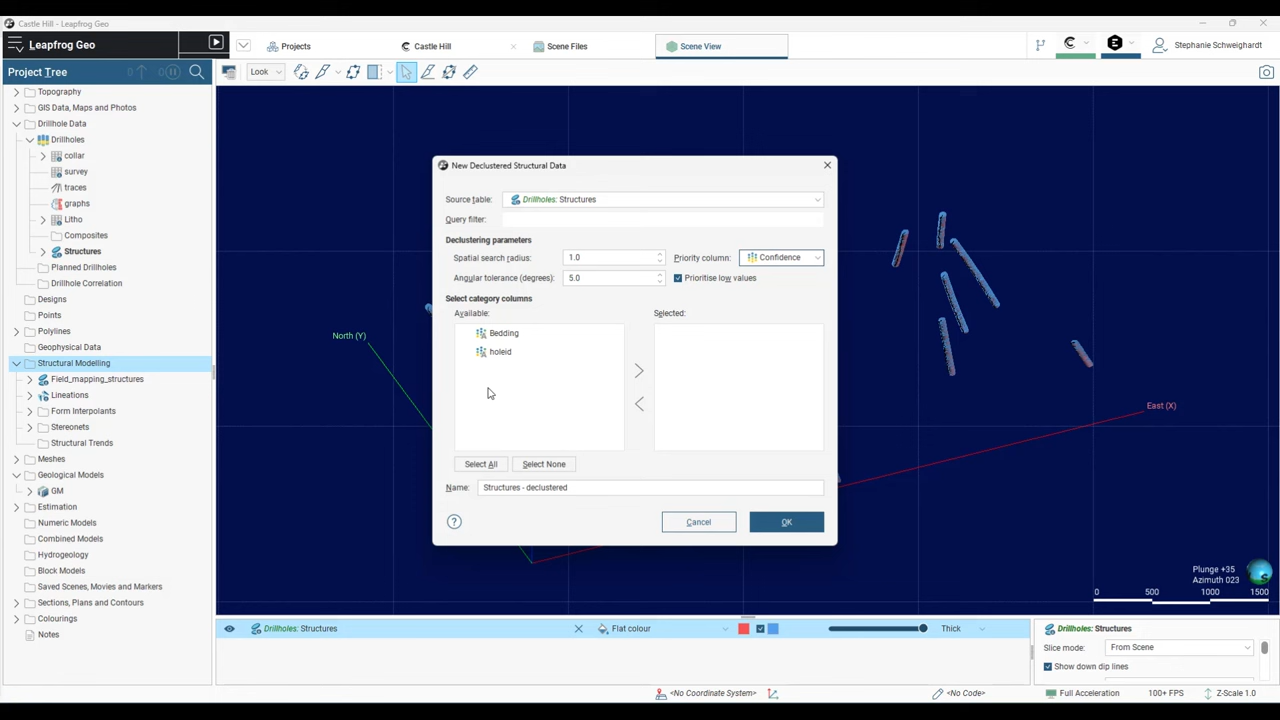 Castle Hill - Leapfrog Geo
Leapfrog Geo
Projects
Castle Hill
Scene Files
Scene View
Stephanie Schweighardt
Project Tree
0
0
Look
Topography
GIS Data, Maps and Photos
Drillhole Data
Drillholes
collar
survey
traces
graphs
Litho
Composites
Structures
Planned Drillholes
Drillhole Correlation
Designs
Points
Polylines
Geophysical Data
Structural Modelling
Field_mapping_structures
Lineations
Form Interpolants
Stereonets
Structural Trends
Meshes
Geological Models
GM
Estimation
Numeric Models
Combined Models
Hydrogeology
Block Models
Saved Scenes, Movies and Markers
Sections, Plans and Contours
Colourings
Notes
North (Y)
East (X)
New Declustered Structural Data
Source table: Drillholes: Structures
Query filter:
Declustering parameters
Spatial search radius: 1.0 Priority column: Confidence
Angular tolerance (degrees): 5.0 Prioritise low values
Select category columns
Available: Selected:
Bedding
holeid
Select All Select None
Name: Structures - declustered
? Cancel OK
Plunge +35
Azimuth 023
0 500 1000 1500
Drillholes: Structures
Flat colour
Thick
Drillholes: Structures
Slice mode: From Scene
Show down dip lines
<No Coordinate System>
<No Code>
Full Acceleration
100+ FPS
Z-Scale 1.0